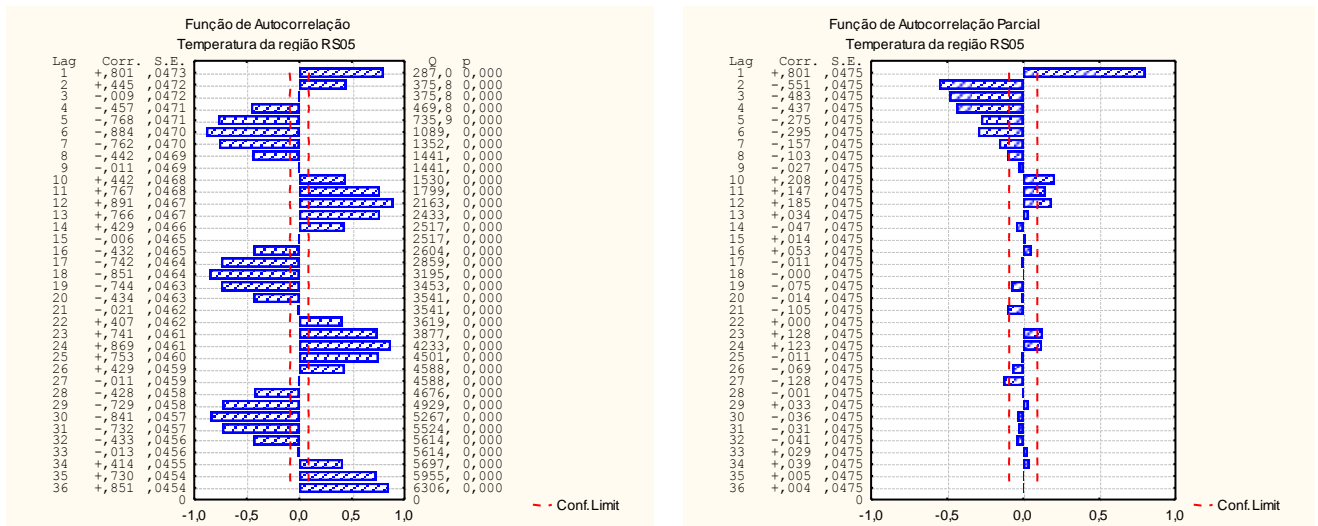 Função de Autocorrelação
Temperatura da região RS05
Lag Corr. S.E. Q p
1 +,801 ,0473 287,0 0,000
2 +,445 ,0472 375,8 0,000
3 -,009 ,0472 375,8 0,000
4 -,457 ,0471 469,8 0,000
5 -,768 ,0471 735,9 0,000
6 -,884 ,0470 1089, 0,000
7 -,762 ,0470 1352, 0,000
8 -,442 ,0469 1441, 0,000
9 -,011 ,0469 1441, 0,000
10 +,442 ,0468 1530, 0,000
11 +,767 ,0468 1799, 0,000
12 +,891 ,0467 2163, 0,000
13 +,766 ,0467 2433, 0,000
14 +,429 ,0466 2517, 0,000
15 -,006 ,0466 2517, 0,000
16 -,432 ,0465 2604, 0,000
17 -,742 ,0464 2859, 0,000
18 -,851 ,0464 3195, 0,000
19 -,744 ,0463 3453, 0,000
20 -,434 ,0463 3541, 0,000
21 -,021 ,0462 3541, 0,000
22 +,407 ,0462 3619, 0,000
23 +,741 ,0461 3877, 0,000
24 +,869 ,0461 4233, 0,000
25 +,753 ,0460 4501, 0,000
26 +,429 ,0459 4588, 0,000
27 -,011 ,0459 4588, 0,000
28 -,428 ,0458 4676, 0,000
29 -,729 ,0458 4929, 0,000
30 -,841 ,0457 5267, 0,000
31 -,732 ,0457 5524, 0,000
32 -,433 ,0456 5614, 0,000
33 -,013 ,0456 5614, 0,000
34 +,414 ,0455 5697, 0,000
35 +,730 ,0454 5955, 0,000
36 +,851 ,0454 6306, 0,000
0 0
-1,0 -0,5 0,0 0,5 1,0
Conf. Limit
Função de Autocorrelação Parcial
Temperatura da região RS05
Lag Corr. S.E.
1 +,801 ,0475
2 -,551 ,0475
3 -,483 ,0475
4 -,437 ,0475
5 -,275 ,0475
6 -,295 ,0475
7 -,157 ,0475
8 -,103 ,0475
9 -,027 ,0475
10 +,208 ,0475
11 +,147 ,0475
12 +,185 ,0475
13 +,034 ,0475
14 -,047 ,0475
15 +,014 ,0475
16 +,053 ,0475
17 -,011 ,0475
18 -,000 ,0475
19 -,075 ,0475
20 -,014 ,0475
21 -,105 ,0475
22 +,000 ,0475
23 +,128 ,0475
24 +,123 ,0475
25 -,011 ,0475
26 -,069 ,0475
27 -,128 ,0475
28 -,001 ,0475
29 +,033 ,0475
30 -,036 ,0475
31 -,031 ,0475
32 -,041 ,0475
33 +,029 ,0475
34 +,039 ,0475
35 +,005 ,0475
36 +,004 ,0475
0
-1,0 -0,5 0,0 0,5 1,0
Conf. Limit